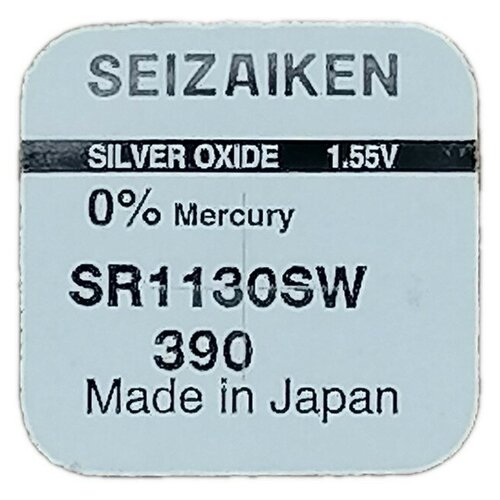 SEIZAIKEN
SILVER OXIDE 1.55V
0% Mercury
SR1130SW
390
Made in Japan